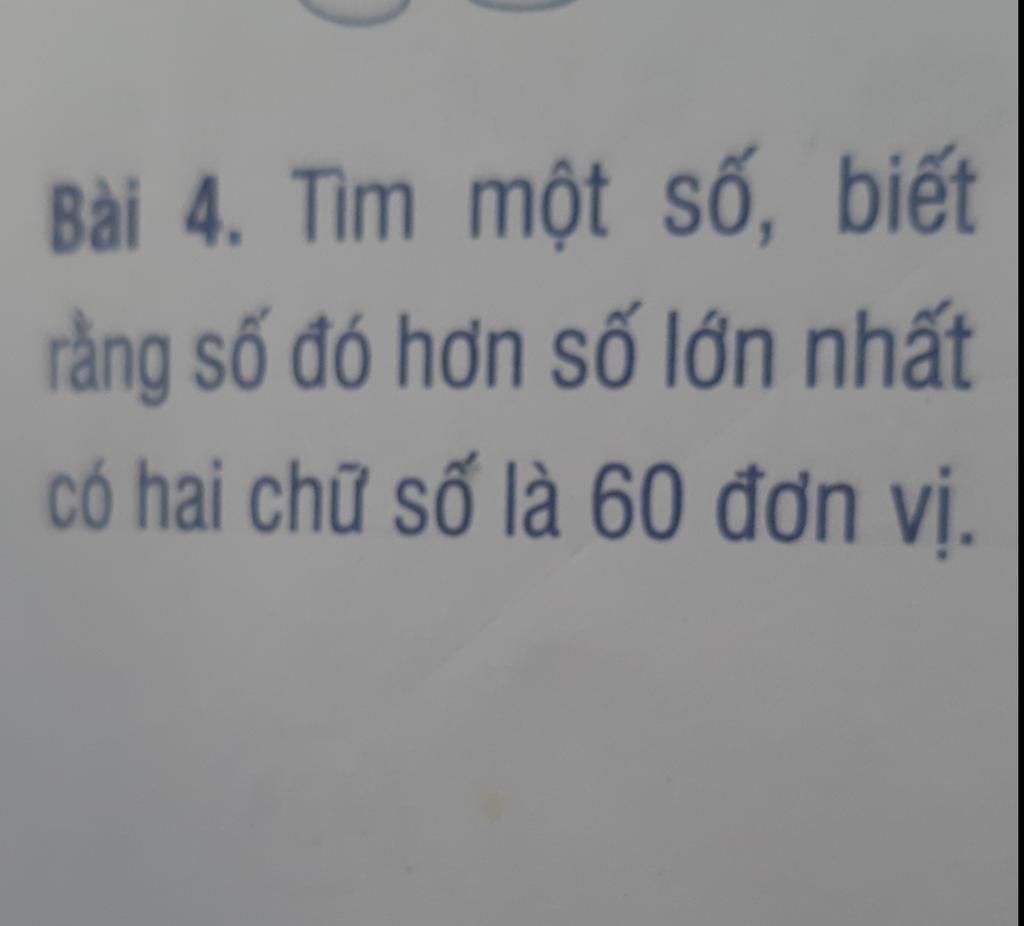 Bài 4. Tìm một số, biết
rằng số đó hơn số lớn nhất
có hai chữ số là 60 đơn vị.